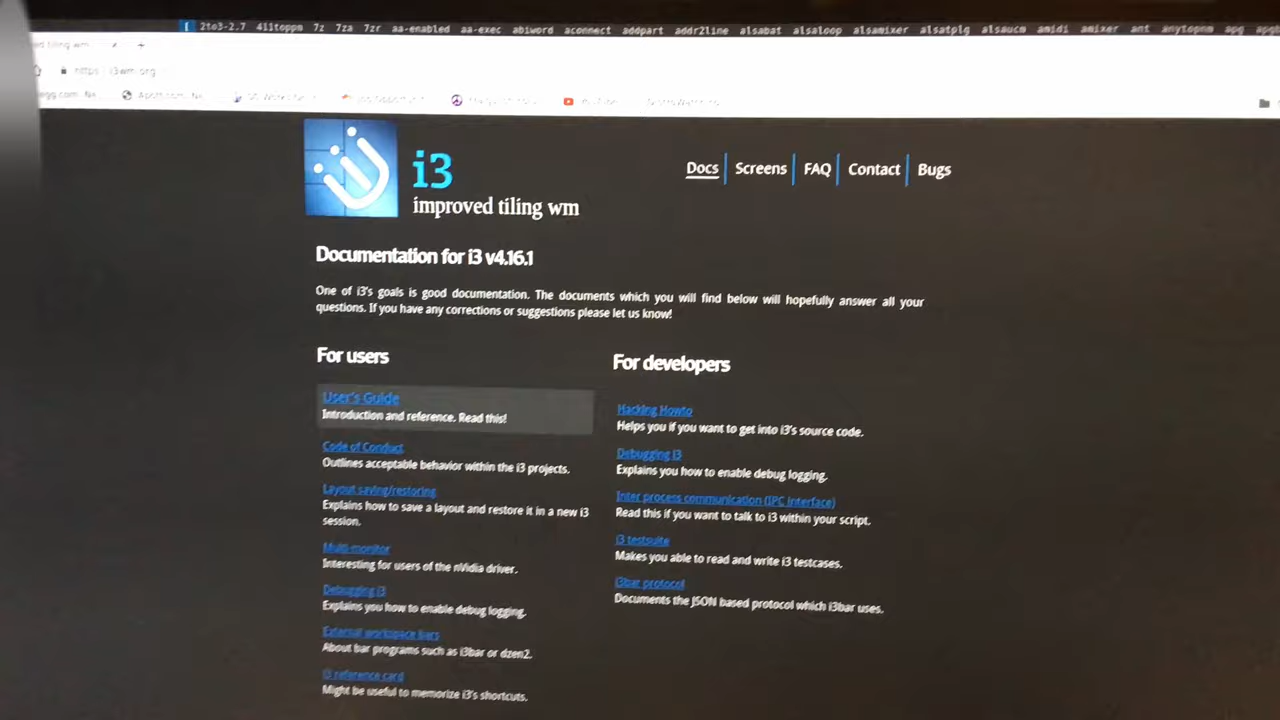 [ 2to3-2.7 411toppm 7z 7za 7zr aa-enabled aa-exec abiword aconnect addpart addr2line alsabat alsaloop alsamixer alsatplg alsaucm amidi amixer ant anytopnm apg
ed tiling wm
https i3wm.org
YouTube
i3
improved tiling wm
Docs Screens FAQ Contact Bugs
Documentation for i3 v4.16.1
One of i3's goals is good documentation. The documents which you will find below will hopefully answer all your
questions. If you have any corrections or suggestions please let us know!
For users
User's Guide
Introduction and reference. Read this!
Code of Conduct
Outlines acceptable behavior within the i3 projects.
Layout saving/restoring
Explains how to save a layout and restore it in a new i3
session.
Multi-monitor
Interesting for users of the nVidia driver.
Debugging i3
Explains you how to enable debug logging.
External workspace bars
About bar programs such as i3bar or dzen2.
i3 reference card
Might be useful to memorize i3's shortcuts.
For developers
Hacking Howto
Helps you if you want to get into i3's source code.
Debugging i3
Explains you how to enable debug logging.
Inter process communication (IPC interface)
Read this if you want to talk to i3 within your script.
i3 testsuite
Makes you able to read and write i3 testcases.
i3bar protocol
Documents the JSON based protocol which i3bar uses.